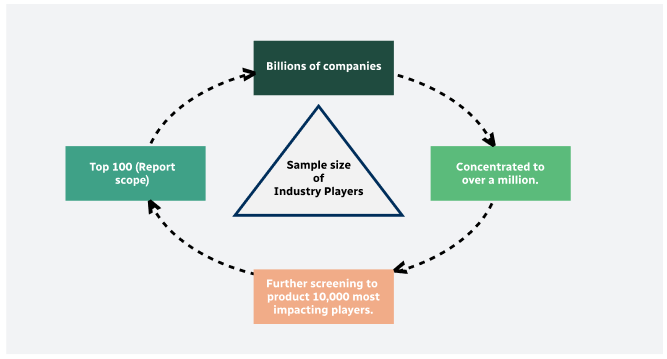 Billions of companies
Concentrated to
over a million.
Further screening to
product 10,000 most
impacting players.
Top 100 (Report
scope)
Sample size
of
Industry Players